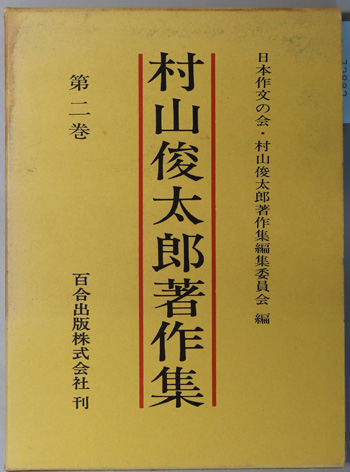 日本作文の会・村山俊太郎著作集編集委員会 編
村山俊太郎著作集
第二巻
百合出版株式会社 刊